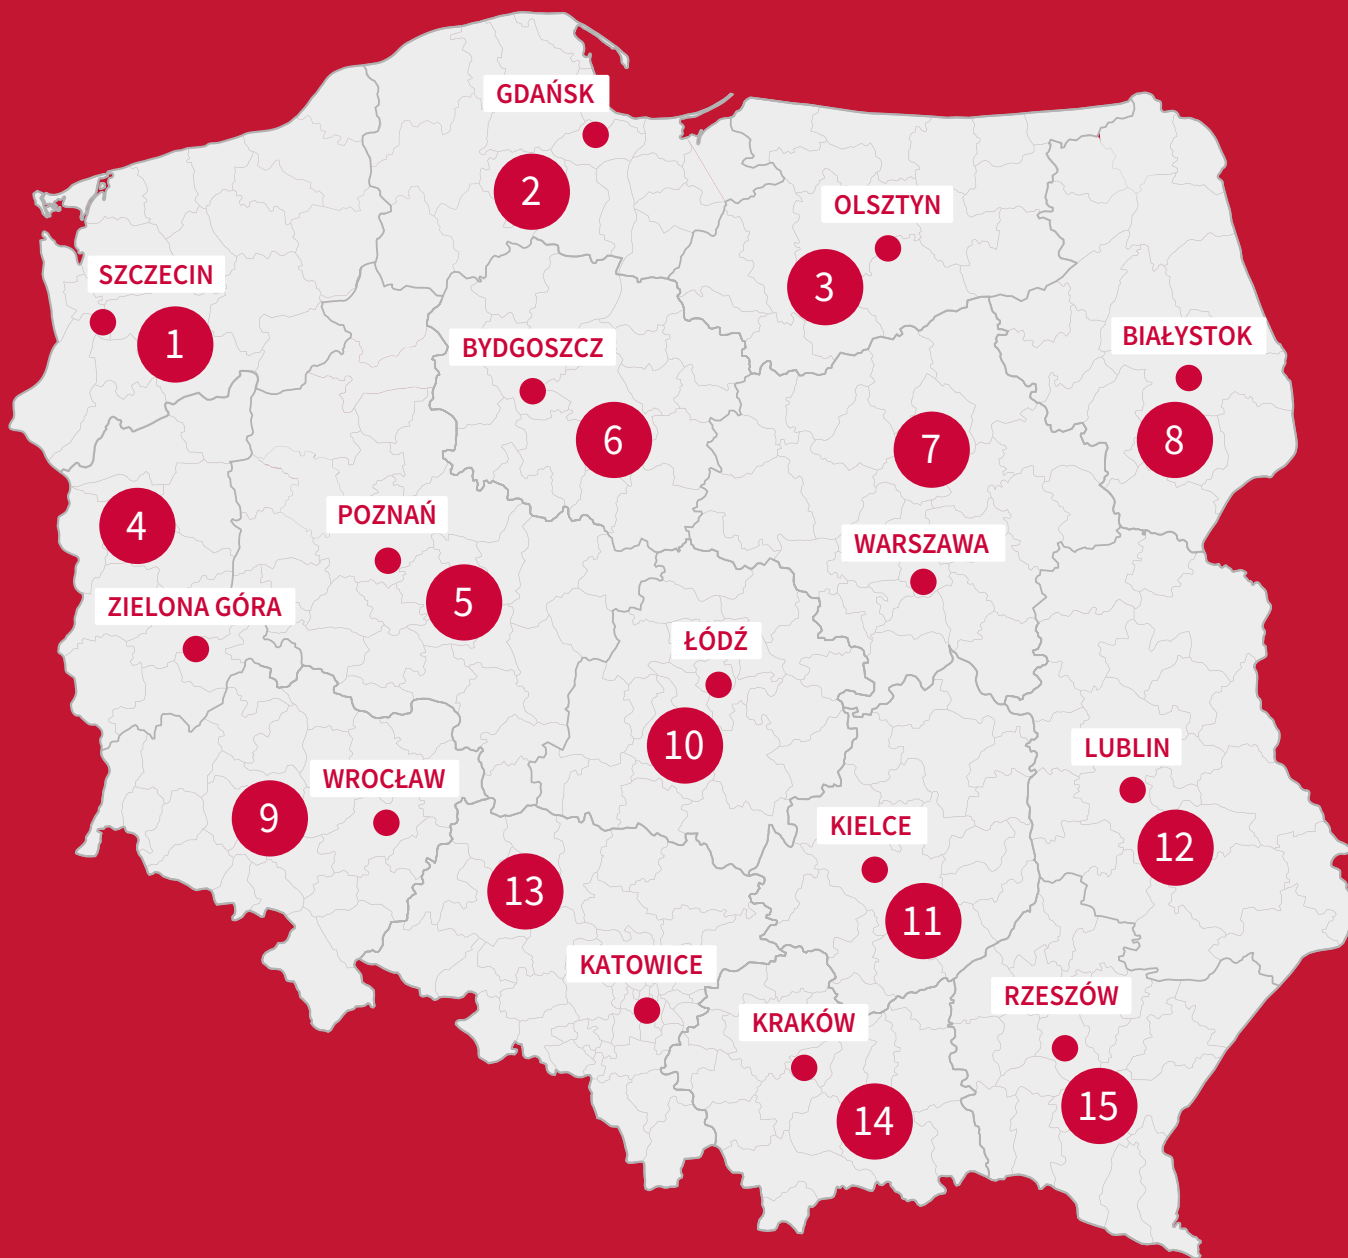 GDAŃSK
2
OLSZTYN
3
SZCZECIN
1
BYDGOSZCZ
6
BIAŁYSTOK
8
7
4
POZNAŃ
5
WARSZAWA
ZIELONA GÓRA
ŁÓDŹ
10
LUBLIN
12
WROCŁAW
9
KIELCE
11
13
KATOWICE
RZESZÓW
15
KRAKÓW
14